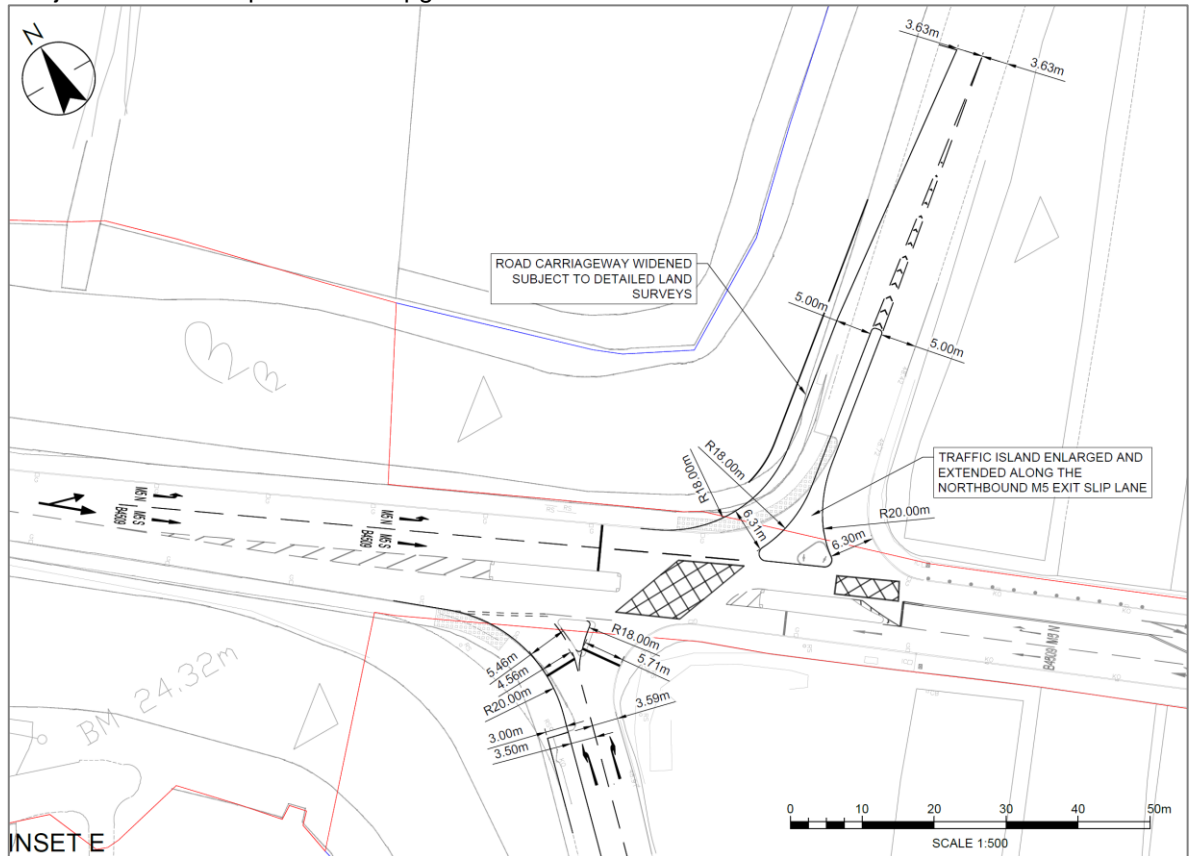 N
3.63m
3.63m
ROAD CARRIAGEWAY WIDENED
SUBJECT TO DETAILED LAND
SURVEYS
5.00m
5.00m
R18.00m
R18.00m
6.31m
TRAFFIC ISLAND ENLARGED AND
EXTENDED ALONG THE
NORTHBOUND M5 EXIT SLIP LANE
R20.00m
6.30m
M5 N
M5 S
B4509
M5 N
M5 S
B4509
B4509 M5 N
R18.00m
5.46m
5.71m
4.56m
R20.00m
3.59m
3.00m
3.50m
BM 24.32m
INSET E
0 10 20 30 40 50m
SCALE 1:500